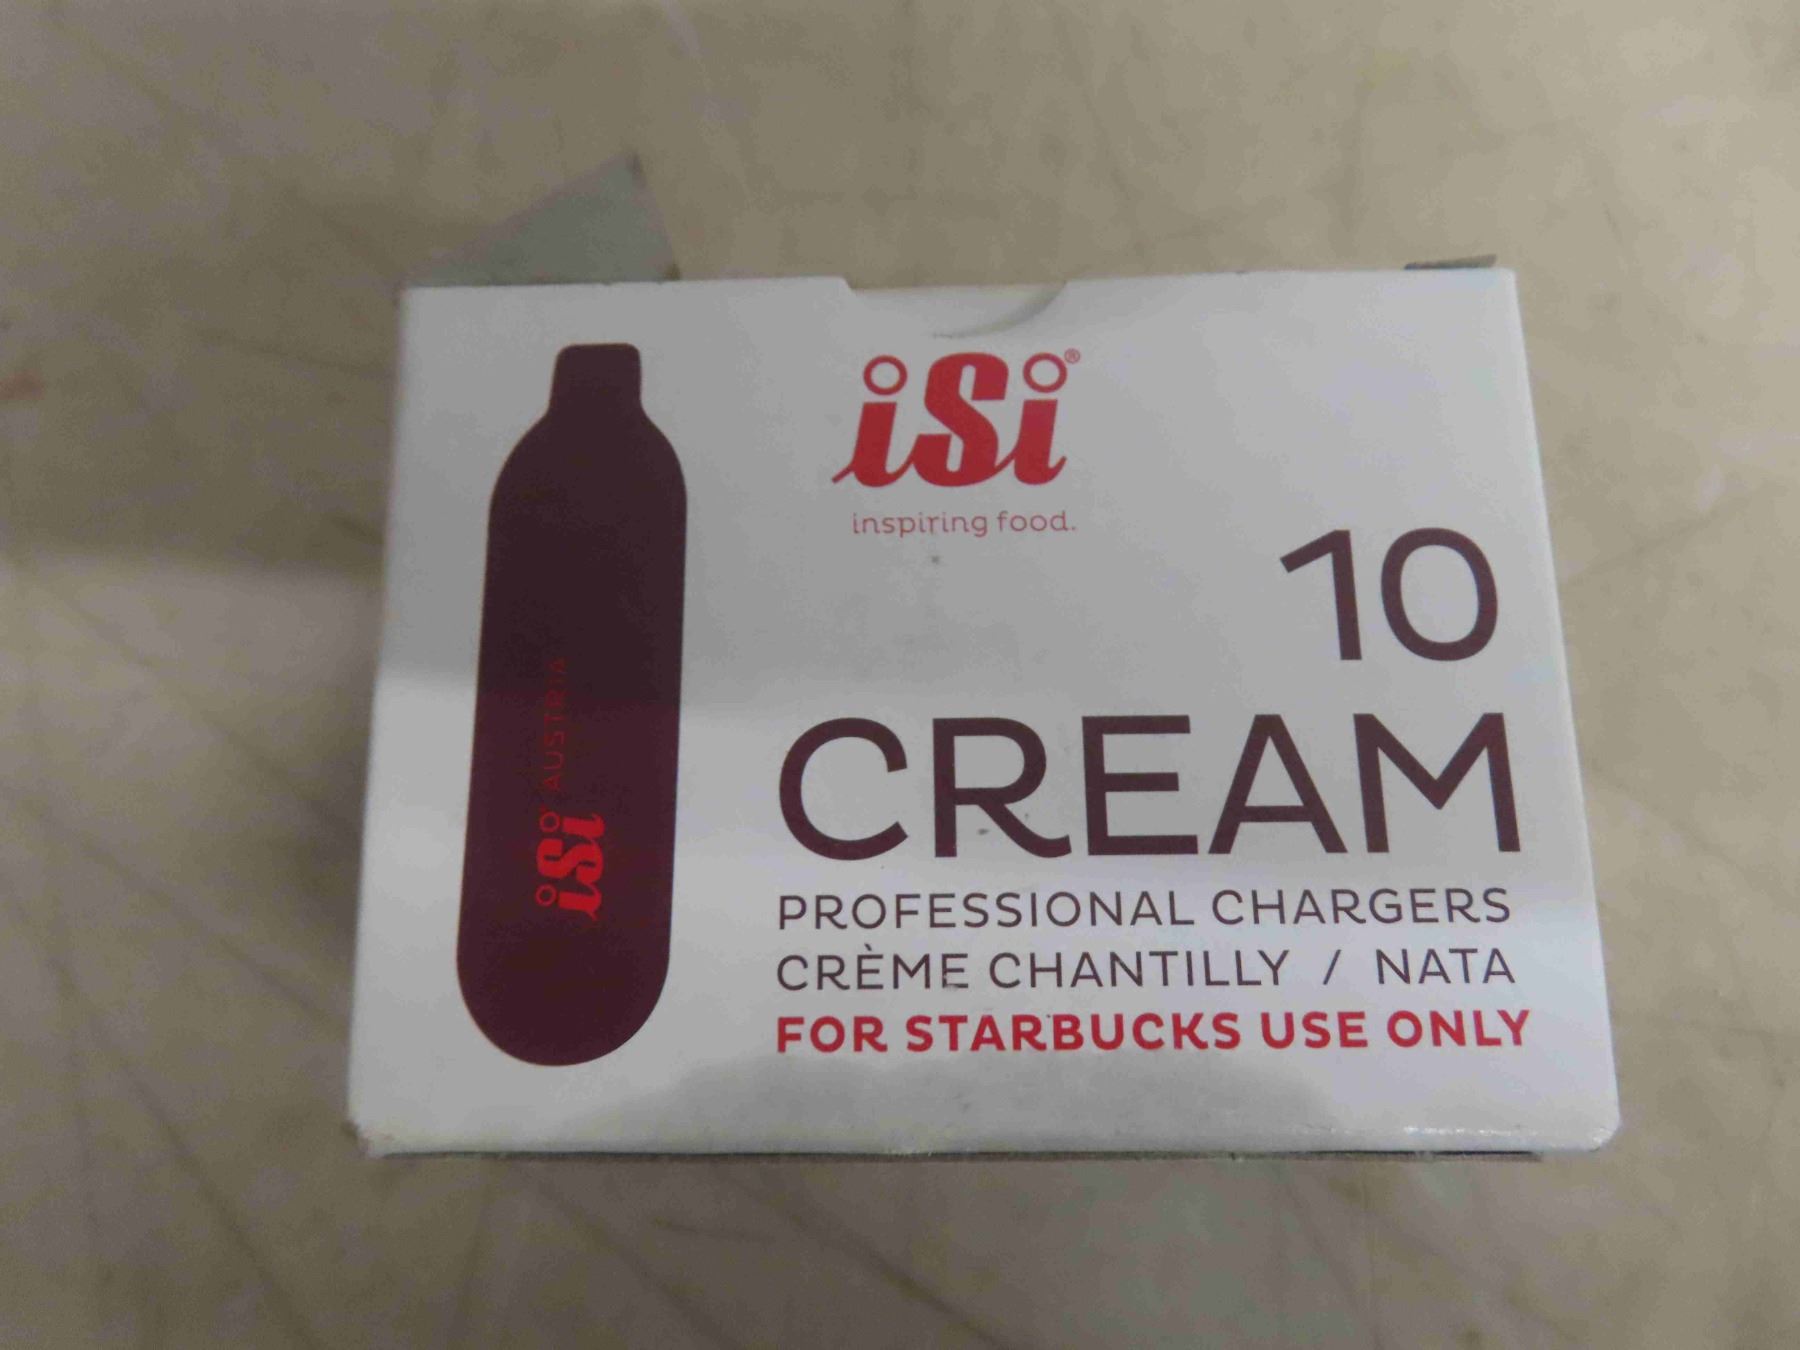 iSi®
inspiring food.
10
CREAM
PROFESSIONAL CHARGERS
CRÈME CHANTILLY / NATA
FOR STARBUCKS USE ONLY
iSi AUSTRIA